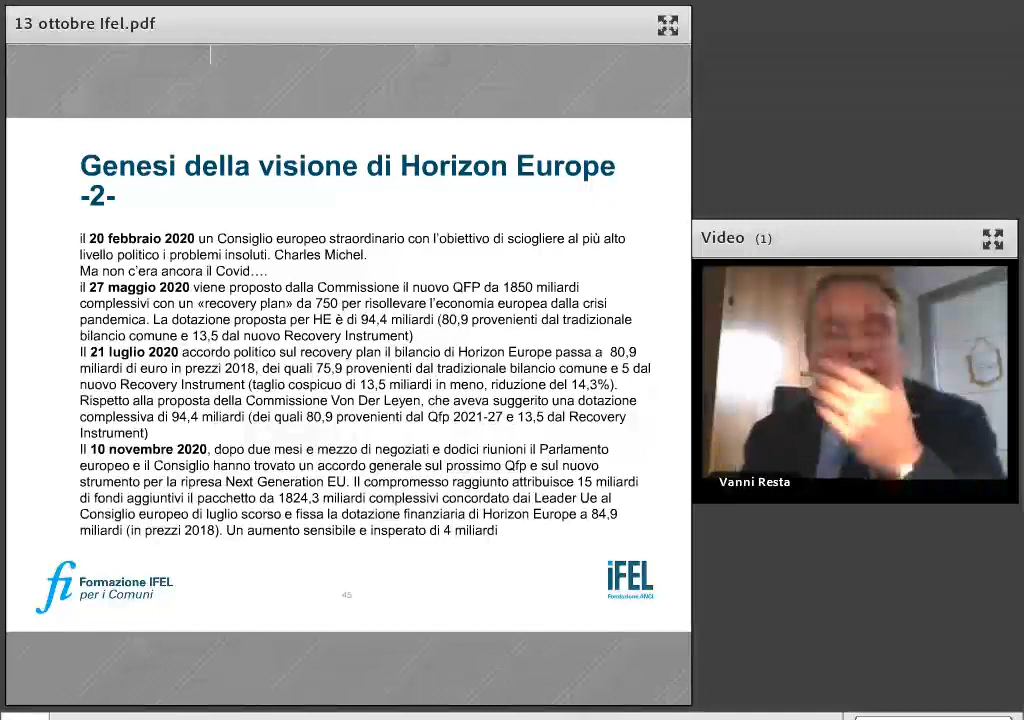 13 ottobre Ifel.pdf
Genesi della visione di Horizon Europe
-2-
il 20 febbraio 2020 un Consiglio europeo straordinario con l'obiettivo di sciogliere al più alto
livello politico i problemi insoluti. Charles Michel.
Ma non c'era ancora il Covid….
il 27 maggio 2020 viene proposto dalla Commissione il nuovo QFP da 1850 miliardi
complessivi con un «recovery plan» da 750 per risollevare l'economia europea dalla crisi
pandemica. La dotazione proposta per HE è di 94,4 miliardi (80,9 provenienti dal tradizionale
bilancio comune e 13,5 dal nuovo Recovery Instrument)
Il 21 luglio 2020 accordo politico sul recovery plan il bilancio di Horizon Europe passa a 80,9
miliardi di euro in prezzi 2018, dei quali 75,9 provenienti dal tradizionale bilancio comune e 5 dal
nuovo Recovery Instrument (taglio cospicuo di 13,5 miliardi in meno, riduzione del 14,3%).
Rispetto alla proposta della Commissione Von Der Leyen, che aveva suggerito una dotazione
complessiva di 94,4 miliardi (dei quali 80,9 provenienti dal Qfp 2021-27 e 13,5 dal Recovery
Instrument)
Il 10 novembre 2020, dopo due mesi e mezzo di negoziati e dodici riunioni il Parlamento
europeo e il Consiglio hanno trovato un accordo generale sul prossimo Qfp e sul nuovo
strumento per la ripresa Next Generation EU. Il compromesso raggiunto attribuisce 15 miliardi
di fondi aggiuntivi il pacchetto da 1824,3 miliardi complessivi concordato dai Leader Ue al
Consiglio europeo di luglio scorso e fissa la dotazione finanziaria di Horizon Europe a 84,9
miliardi (in prezzi 2018). Un aumento sensibile e insperato di 4 miliardi
fi Formazione IFEL
per i Comuni
45
iFEL
Fondazione ANCI
Video (1)
Vanni Resta